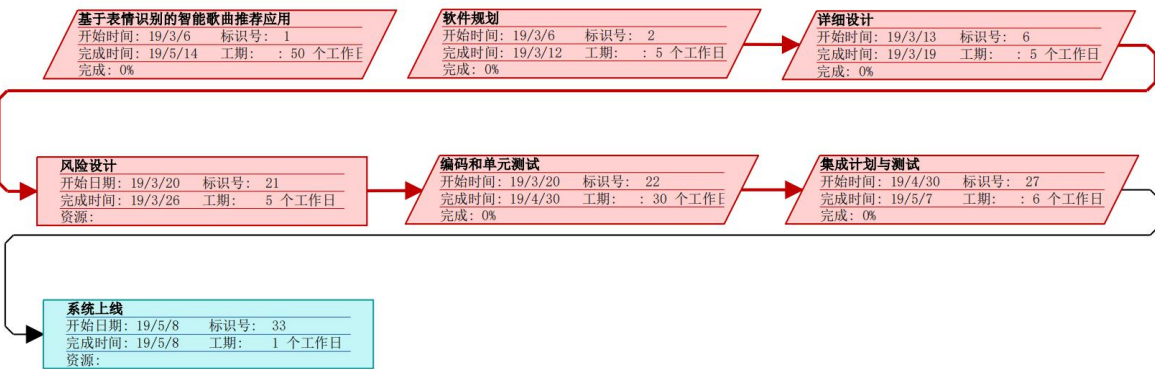 基于表情识别的智能歌曲推荐应用
开始时间: 19/3/6 标识号: 1
完成时间: 19/5/14 工期: : 50 个工作日
完成: 0%
软件规划
开始时间: 19/3/6 标识号: 2
完成时间: 19/3/12 工期: : 5 个工作日
完成: 0%
详细设计
开始时间: 19/3/13 标识号: 6
完成时间: 19/3/19 工期: : 5 个工作日
完成: 0%
风险设计
开始日期: 19/3/20 标识号: 21
完成时间: 19/3/26 工期: 5 个工作日
资源:
编码和单元测试
开始时间: 19/3/20 标识号: 22
完成时间: 19/4/30 工期: : 30 个工作日
完成: 0%
集成计划与测试
开始时间: 19/4/30 标识号: 27
完成时间: 19/5/7 工期: : 6 个工作日
完成: 0%
系统上线
开始日期: 19/5/8 标识号: 33
完成时间: 19/5/8 工期: 1 个工作日
资源: